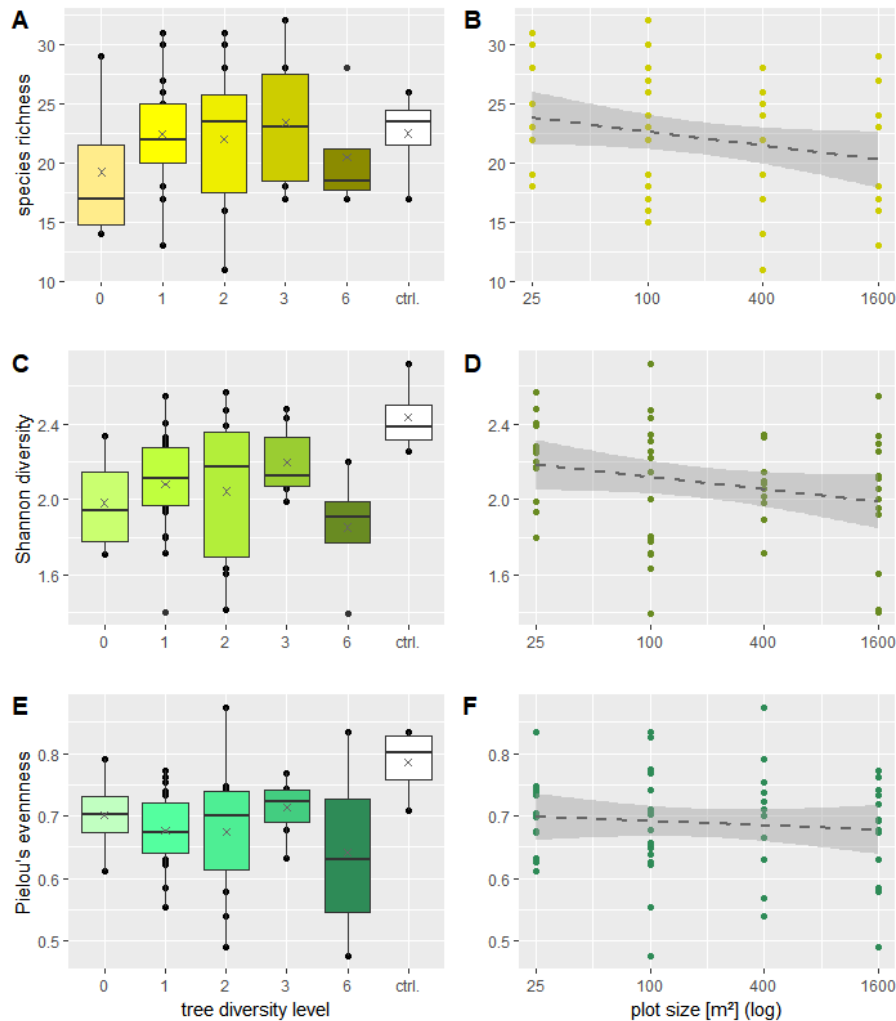 A
B
species richness
30
25
20
15
10
30
25
20
15
10
0 1 2 3 6 ctrl.
25 100 400 1600
C
D
Shannon diversity
2.4
2.0
1.6
2.4
2.0
1.6
0 1 2 3 6 ctrl.
25 100 400 1600
E
F
Pielou's evennness
0.8
0.7
0.6
0.5
0.8
0.7
0.6
0.5
0 1 2 3 6 ctrl.
25 100 400 1600
tree diversity level
plot size [m²] (log)